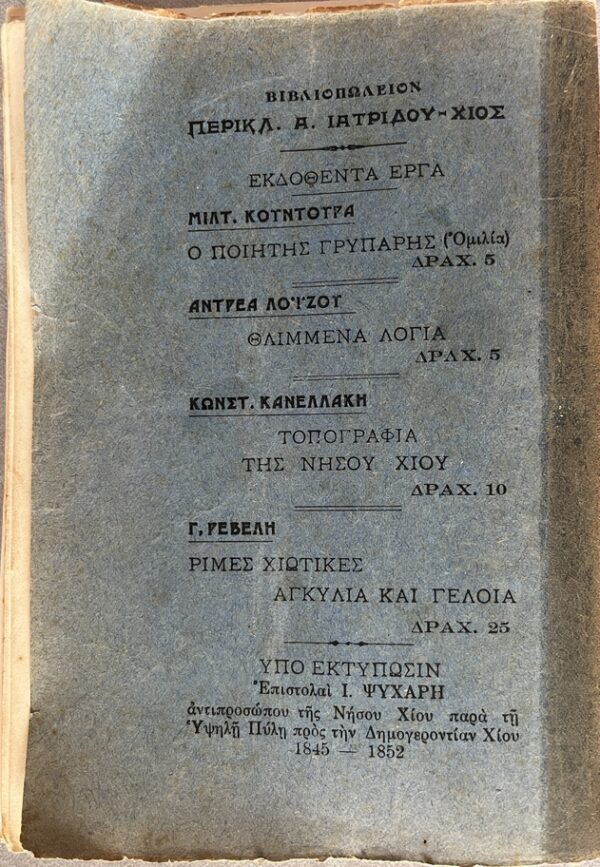 ΒΙΒΛΙΟΠΩΛΕΙΟΝ
ΠΕΡΙΚΛ. Α. ΙΑΤΡΙΔΟΥ-ΧΙΟΣ
ΕΚΔΟΘΕΝΤΑ ΕΡΓΑ
ΜΙΛΤ. ΚΟΥΝΤΟΥΡΑ
Ο ΠΟΙΗΤΗΣ ΓΡΥΠΑΡΗΣ (Ὁμιλία)
ΔΡΑΧ. 5
ΑΝΤΡΕΑ ΛΟΥΪΖΟΥ
ΘΛΙΜΜΕΝΑ ΛΟΓΙΑ
ΔΡΑΧ. 5
ΚΩΝΣΤ. ΚΑΝΕΛΛΑΚΗ
ΤΟΠΟΓΡΑΦΙΑ
ΤΗΣ ΝΗΣΟΥ ΧΙΟΥ
ΔΡΑΧ. 10
Γ. ΡΕΒΕΛΗ
ΡΙΜΕΣ ΧΙΩΤΙΚΕΣ
ΑΓΚΥΛΙΑ ΚΑΙ ΓΕΛΟΙΑ
ΔΡΑΧ. 25
ΥΠΟ ΕΚΤΥΠΩΣΙΝ
Ἐπιστολαὶ Ι. ΨΥΧΑΡΗ
ἀντιπροσώπου τῆς Νήσου Χίου παρὰ τῇ
Ὑψηλῇ Πύλῃ πρὸς τὴν Δημογεροντίαν Χίου
1845 — 1852